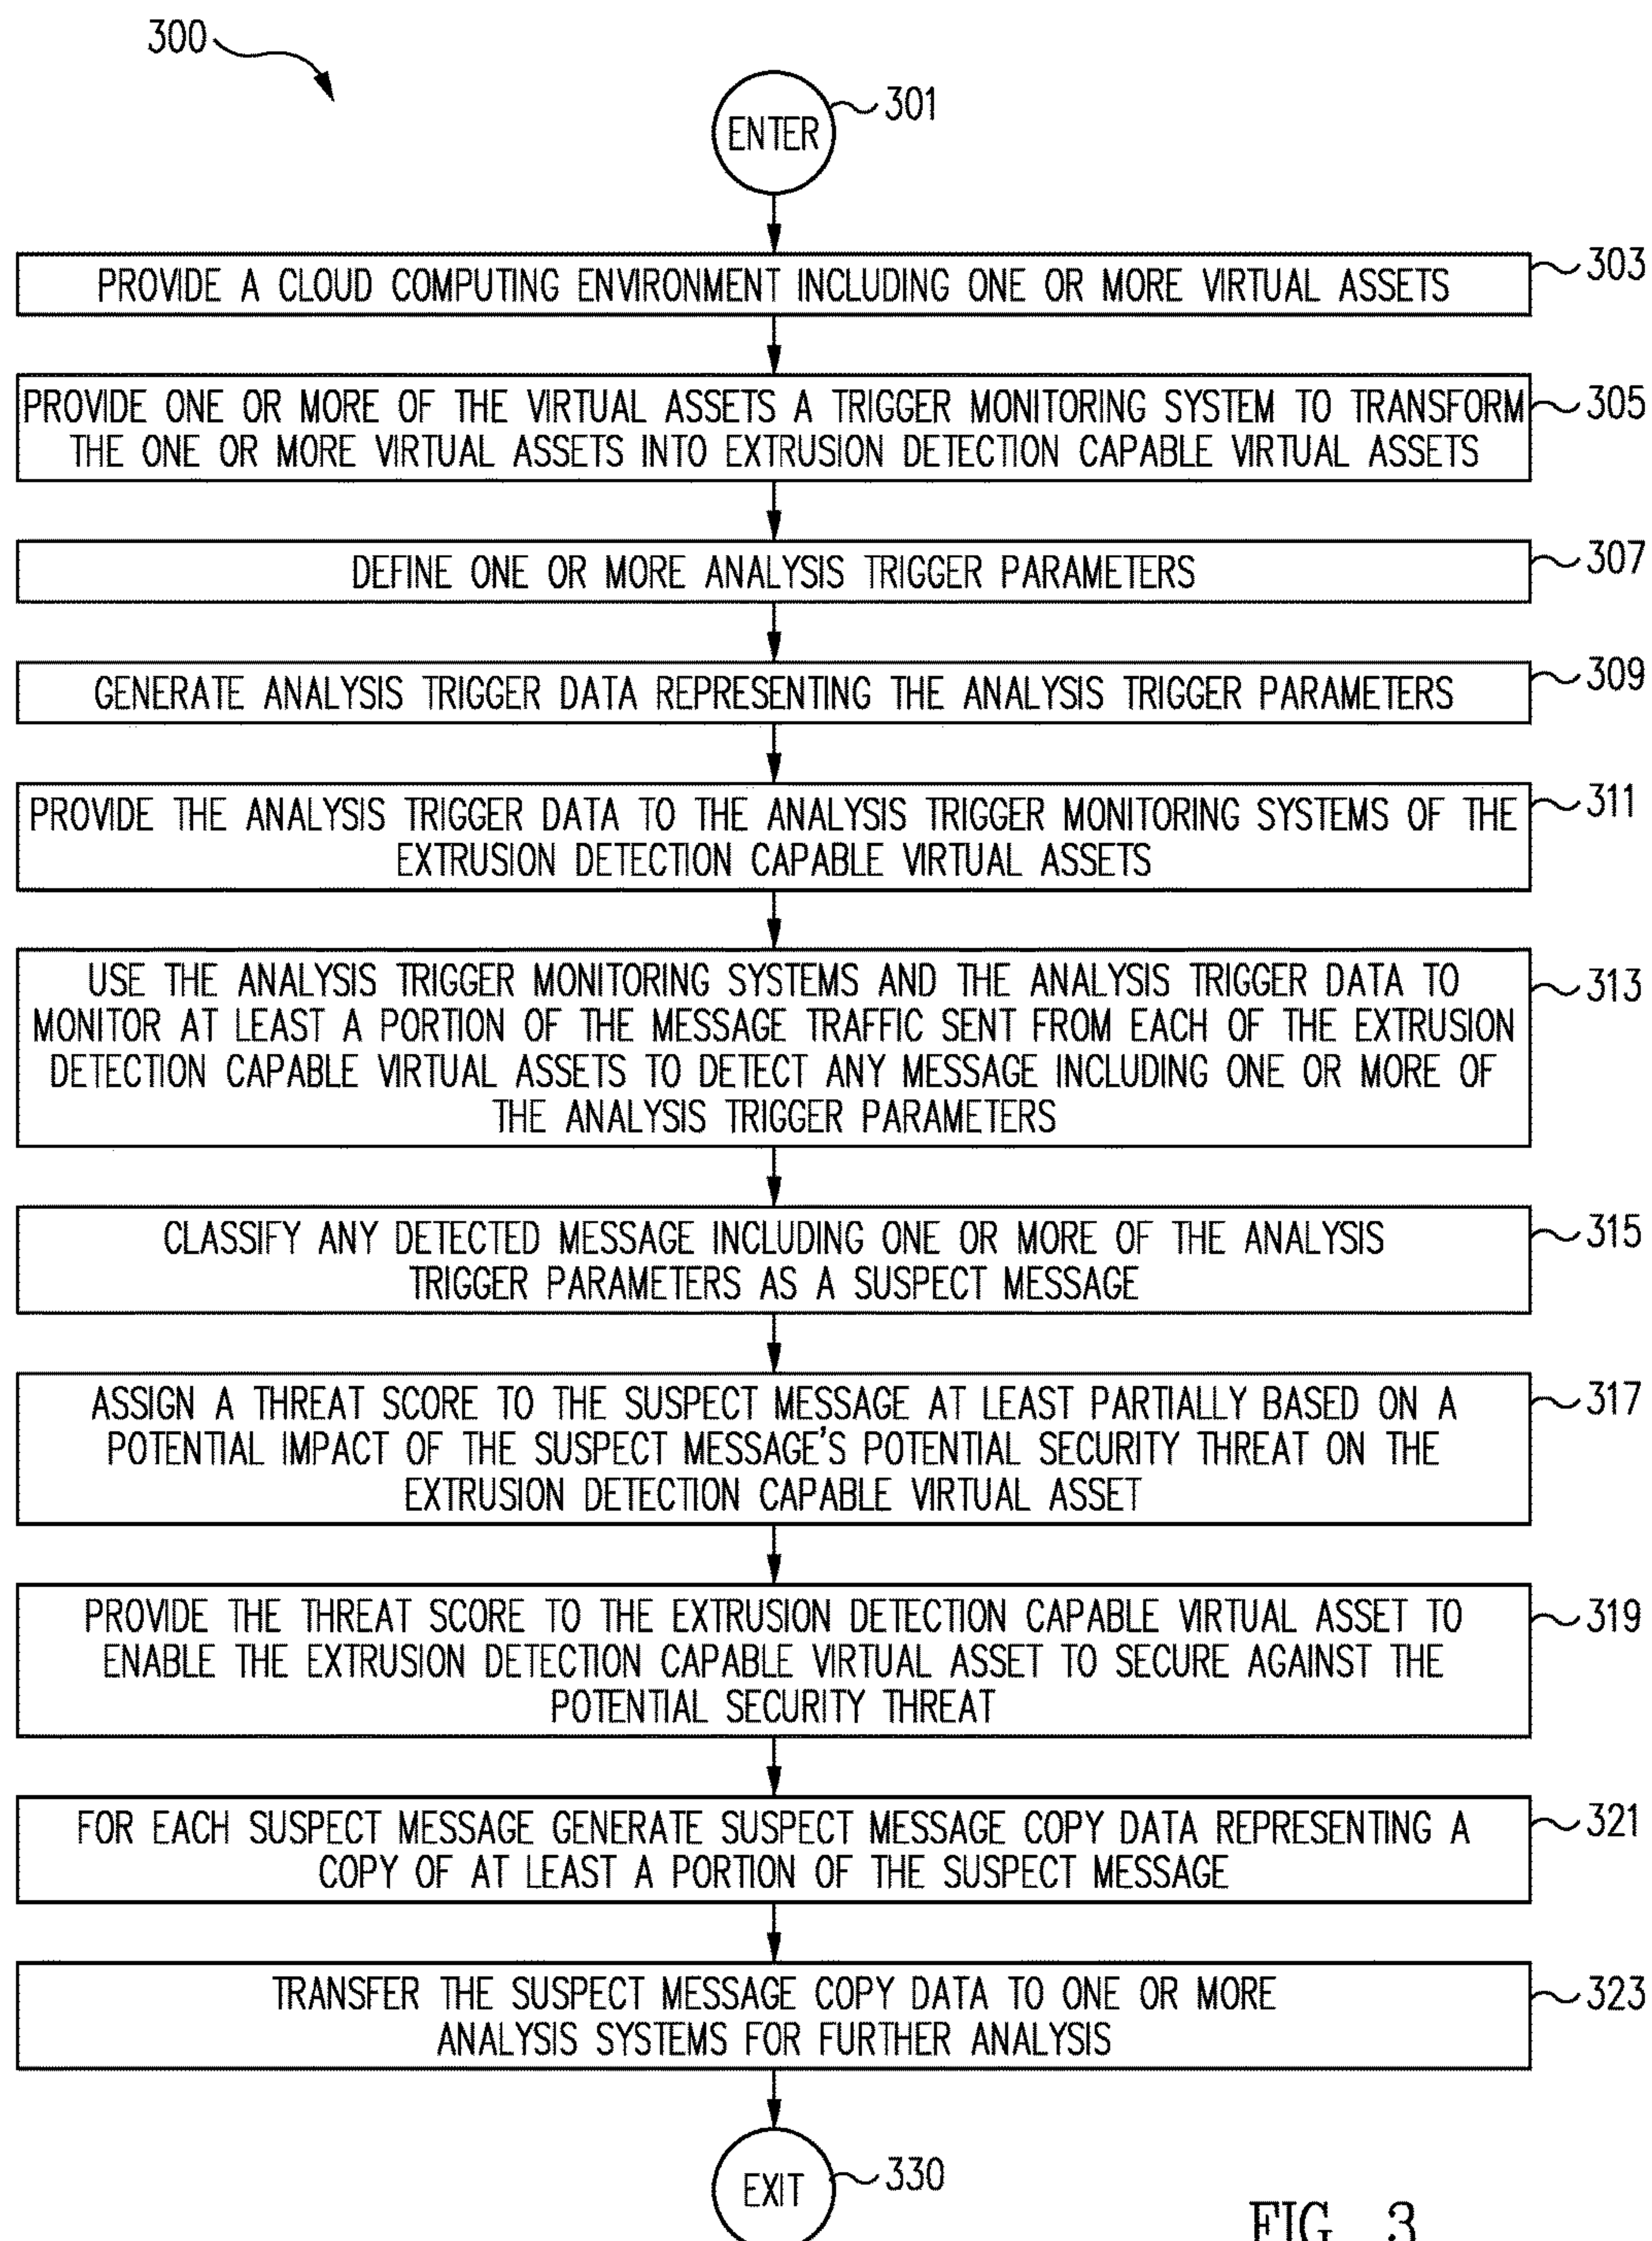 300
301
ENTER
303
PROVIDE A CLOUD COMPUTING ENVIRONMENT INCLUDING ONE OR MORE VIRTUAL ASSETS
305
PROVIDE ONE OR MORE OF THE VIRTUAL ASSETS A TRIGGER MONITORING SYSTEM TO TRANSFORM
THE ONE OR MORE VIRTUAL ASSETS INTO EXTRUSION DETECTION CAPABLE VIRTUAL ASSETS
307
DEFINE ONE OR MORE ANALYSIS TRIGGER PARAMETERS
309
GENERATE ANALYSIS TRIGGER DATA REPRESENTING THE ANALYSIS TRIGGER PARAMETERS
311
PROVIDE THE ANALYSIS TRIGGER DATA TO THE ANALYSIS TRIGGER MONITORING SYSTEMS OF THE
EXTRUSION DETECTION CAPABLE VIRTUAL ASSETS
313
USE THE ANALYSIS TRIGGER MONITORING SYSTEMS AND THE ANALYSIS TRIGGER DATA TO
MONITOR AT LEAST A PORTION OF THE MESSAGE TRAFFIC SENT FROM EACH OF THE EXTRUSION
DETECTION CAPABLE VIRTUAL ASSETS TO DETECT ANY MESSAGE INCLUDING ONE OR MORE OF
THE ANALYSIS TRIGGER PARAMETERS
315
CLASSIFY ANY DETECTED MESSAGE INCLUDING ONE OR MORE OF THE ANALYSIS
TRIGGER PARAMETERS AS A SUSPECT MESSAGE
317
ASSIGN A THREAT SCORE TO THE SUSPECT MESSAGE AT LEAST PARTIALLY BASED ON A
POTENTIAL IMPACT OF THE SUSPECT MESSAGE'S POTENTIAL SECURITY THREAT ON THE
EXTRUSION DETECTION CAPABLE VIRTUAL ASSET
319
PROVIDE THE THREAT SCORE TO THE EXTRUSION DETECTION CAPABLE VIRTUAL ASSET TO
ENABLE THE EXTRUSION DETECTION CAPABLE VIRTUAL ASSET TO SECURE AGAINST THE
POTENTIAL SECURITY THREAT
321
FOR EACH SUSPECT MESSAGE GENERATE SUSPECT MESSAGE COPY DATA REPRESENTING A
COPY OF AT LEAST A PORTION OF THE SUSPECT MESSAGE
323
TRANSFER THE SUSPECT MESSAGE COPY DATA TO ONE OR MORE
ANALYSIS SYSTEMS FOR FURTHER ANALYSIS
330
EXIT
FIG. 3